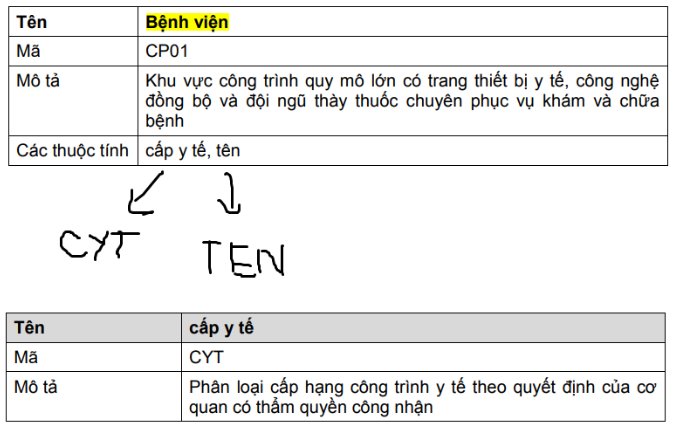 Tên Bệnh viện
Mã CP01
Mô tả Khu vực công trình quy mô lớn có trang thiết bị y tế, công nghệ
đồng bộ và đội ngũ thày thuốc chuyên phục vụ khám và chữa
bệnh
Các thuộc tính cấp y tế, tên
CYT TEN
Tên cấp y tế
Mã CYT
Mô tả Phân loại cấp hạng công trình y tế theo quyết định của cơ
quan có thẩm quyền công nhận